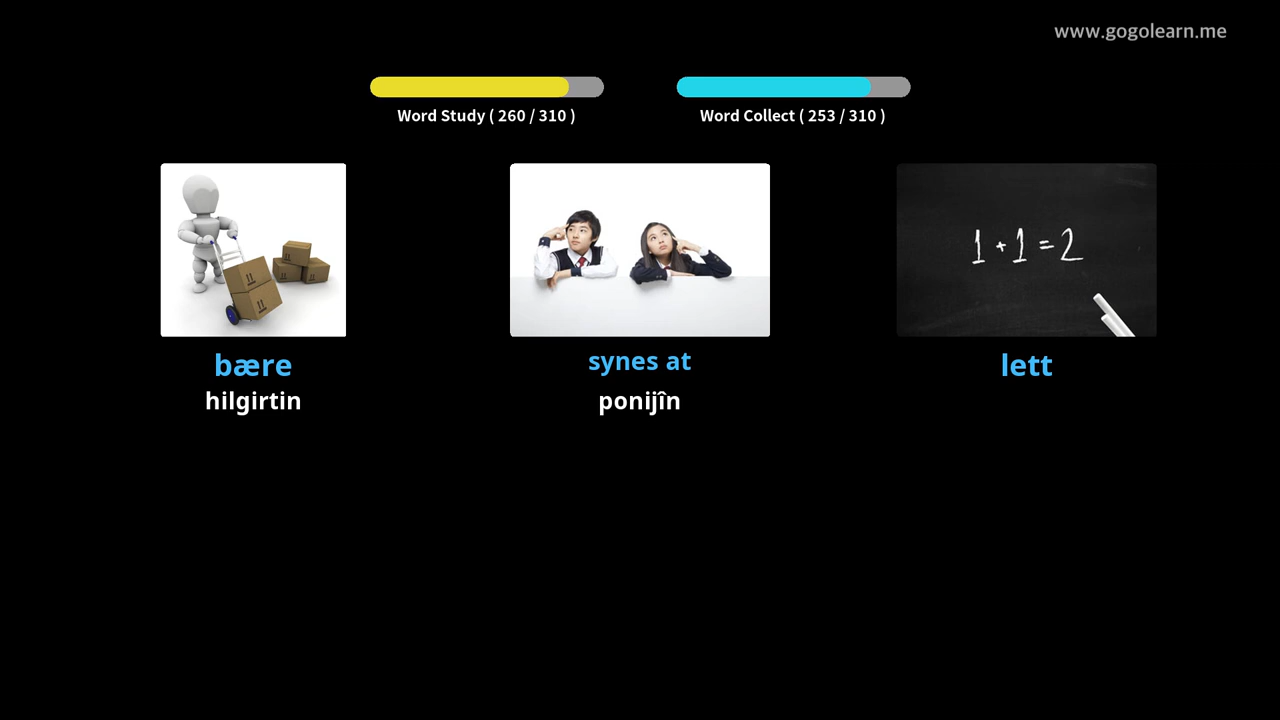 www.gogolearn.me
Word Study ( 260 / 310 )
Word Collect ( 253 / 310 )
1 + 1 = 2
bære
synes at
lett
hilgirtin
ponijîn